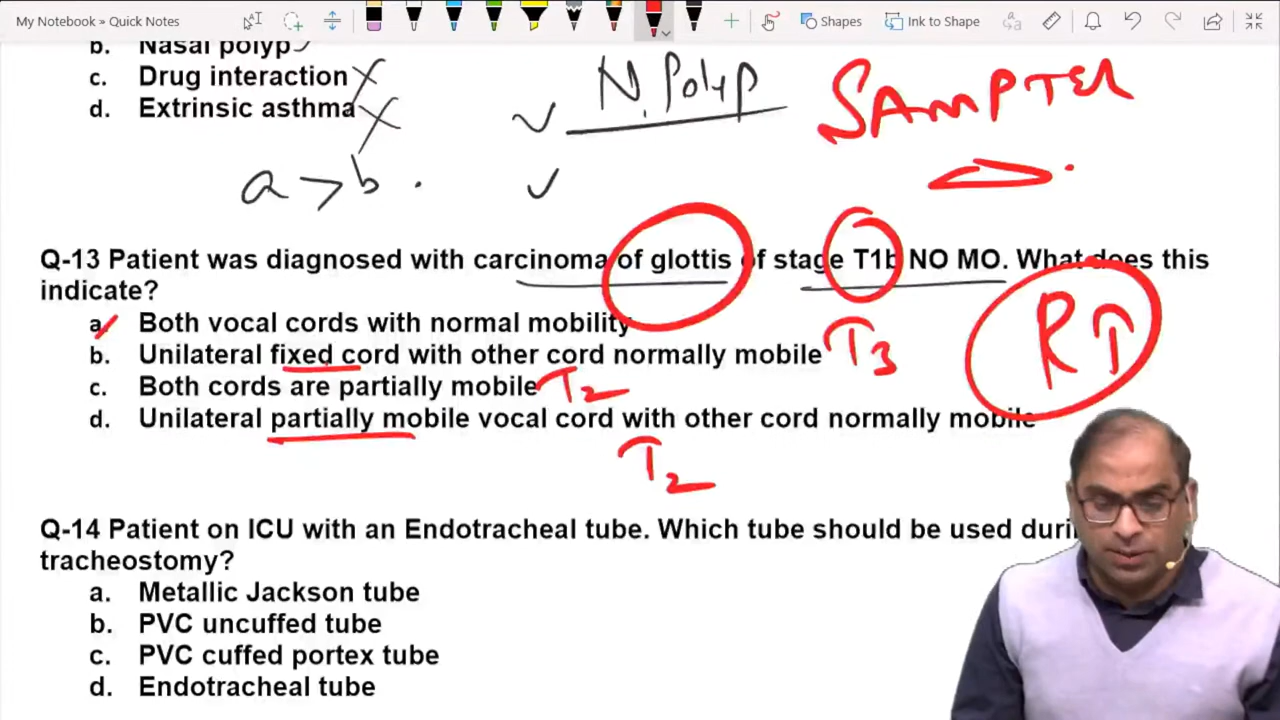 My Notebook » Quick Notes
Shapes
Ink to Shape
b. Nasal polyp
c. Drug interaction
d. Extrinsic asthma
N. Polyp
SAMPTER
a > b .
Q-13 Patient was diagnosed with carcinoma of glottis of stage T1b NO MO. What does this
indicate?
a. Both vocal cords with normal mobility
b. Unilateral fixed cord with other cord normally mobile T3
c. Both cords are partially mobile T2
d. Unilateral partially mobile vocal cord with other cord normally mobile
T2
RT
Q-14 Patient on ICU with an Endotracheal tube. Which tube should be used
tracheostomy?
a. Metallic Jackson tube
b. PVC uncuffed tube
c. PVC cuffed portex tube
d. Endotracheal tube